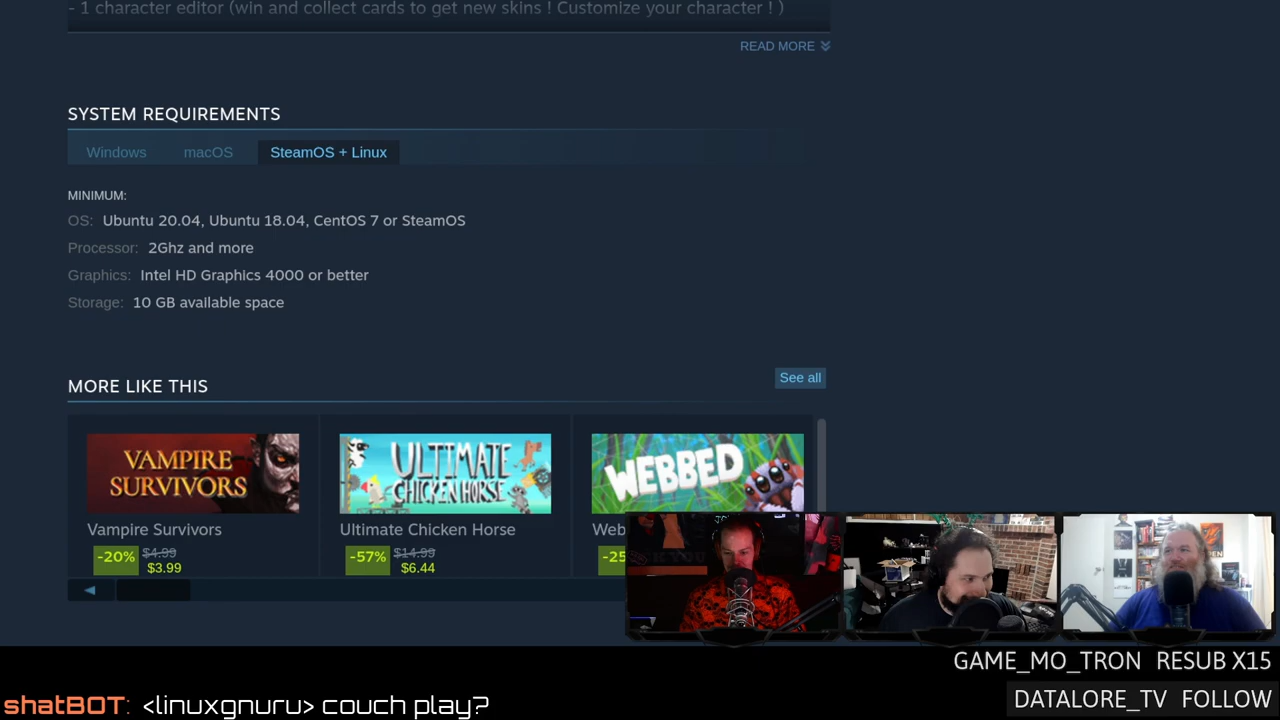 - 1 character editor (win and collect cards to get new skins ! Customize your character ! )
READ MORE
SYSTEM REQUIREMENTS
Windows macOS SteamOS + Linux
MINIMUM:
OS: Ubuntu 20.04, Ubuntu 18.04, CentOS 7 or SteamOS
Processor: 2Ghz and more
Graphics: Intel HD Graphics 4000 or better
Storage: 10 GB available space
MORE LIKE THIS
See all
VAMPIRE SURVIVORS
ULTIMATE CHICKEN HORSE
WEBBED
Vampire Survivors
Ultimate Chicken Horse
Web
-20% $4.99 $3.99
-57% $14.99 $6.44
-25
GAME_MO_TRON RESUB X15
DATALORE_TV FOLLOW
shatBOT: <linuxgnuru> couch play?